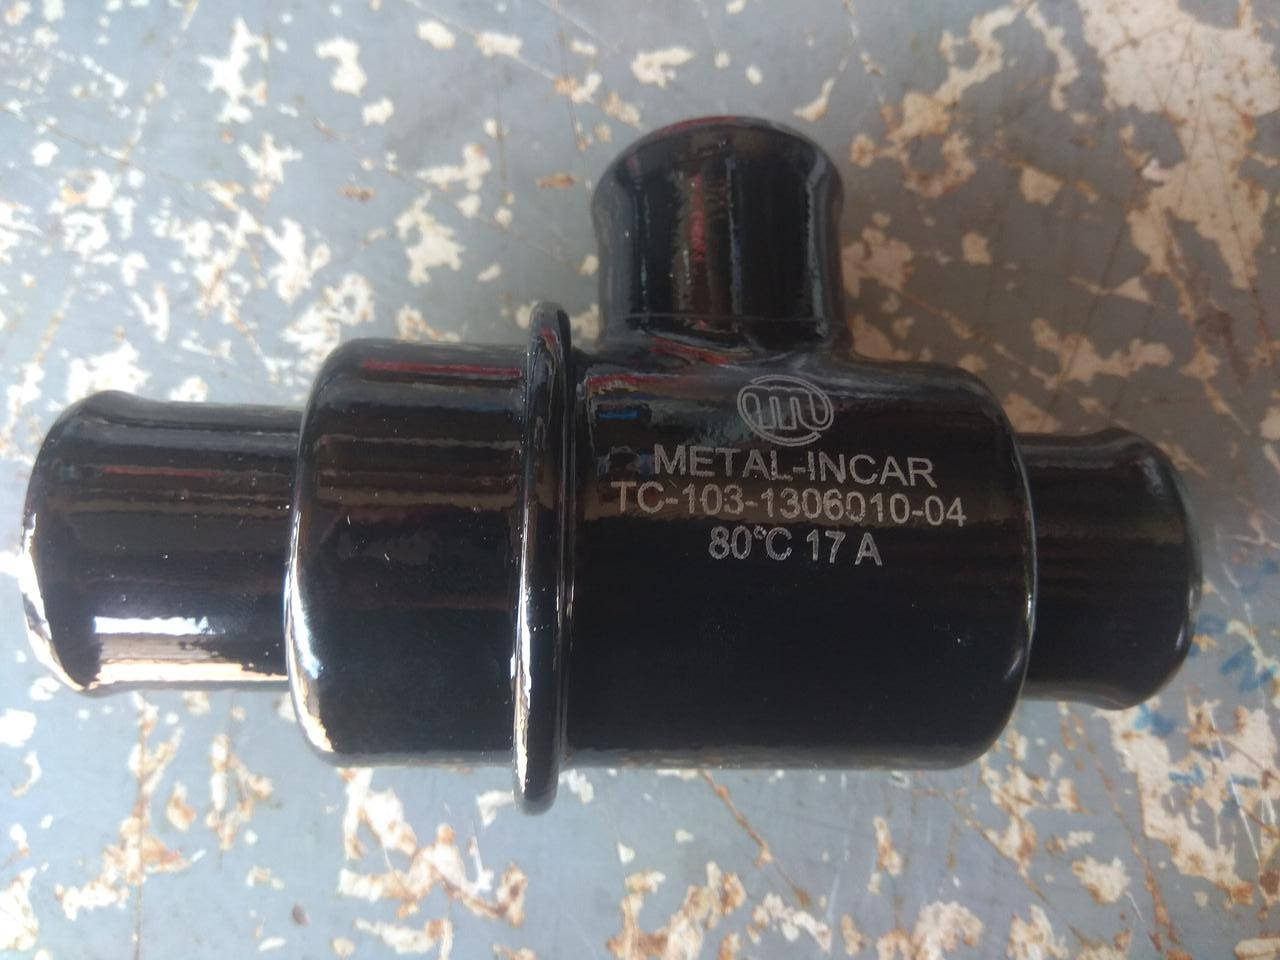 m
METAL-INCAR
TC-103-1306010-04
80°C 17 A